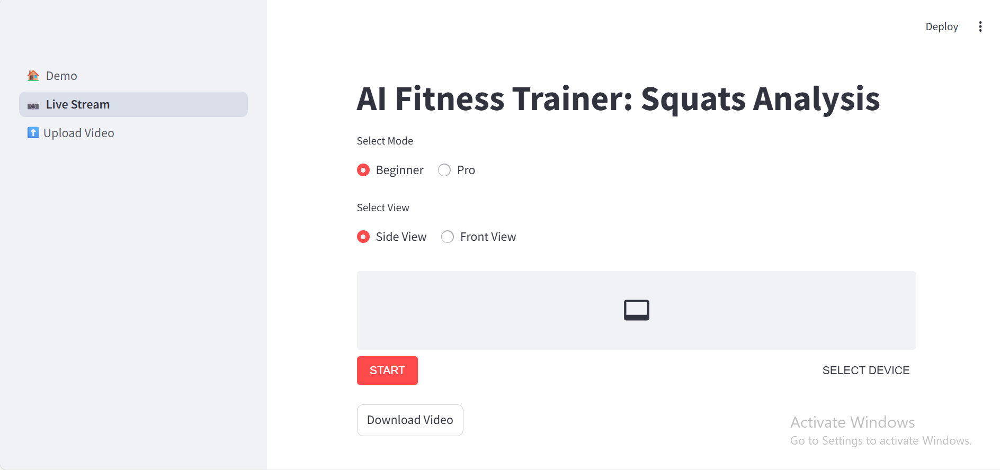 Deploy
Demo
Live Stream
Upload Video
AI Fitness Trainer: Squats Analysis
Select Mode
Beginner Pro
Select View
Side View Front View
START SELECT DEVICE
Download Video
Activate Windows
Go to Settings to activate Windows.